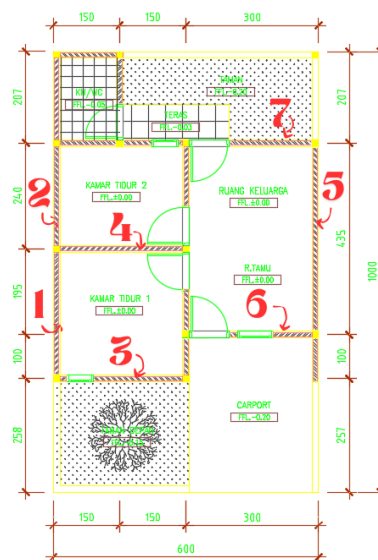 150 150 300
207 207
KM/WC
FFL.-0.05
TAMAN
FFL.-0.20
TERAS
FFL.-0.03
7
240
2
KAMAR TIDUR 2
FFL.±0.00
RUANG KELUARGA
FFL.±0.00
5
4
435
1000
195
1
KAMAR TIDUR 1
FFL.±0.00
R.TAMU
FFL.±0.00
6
3
100 100
258 257
CARPORT
FFL.-0.20
150 150 300
600